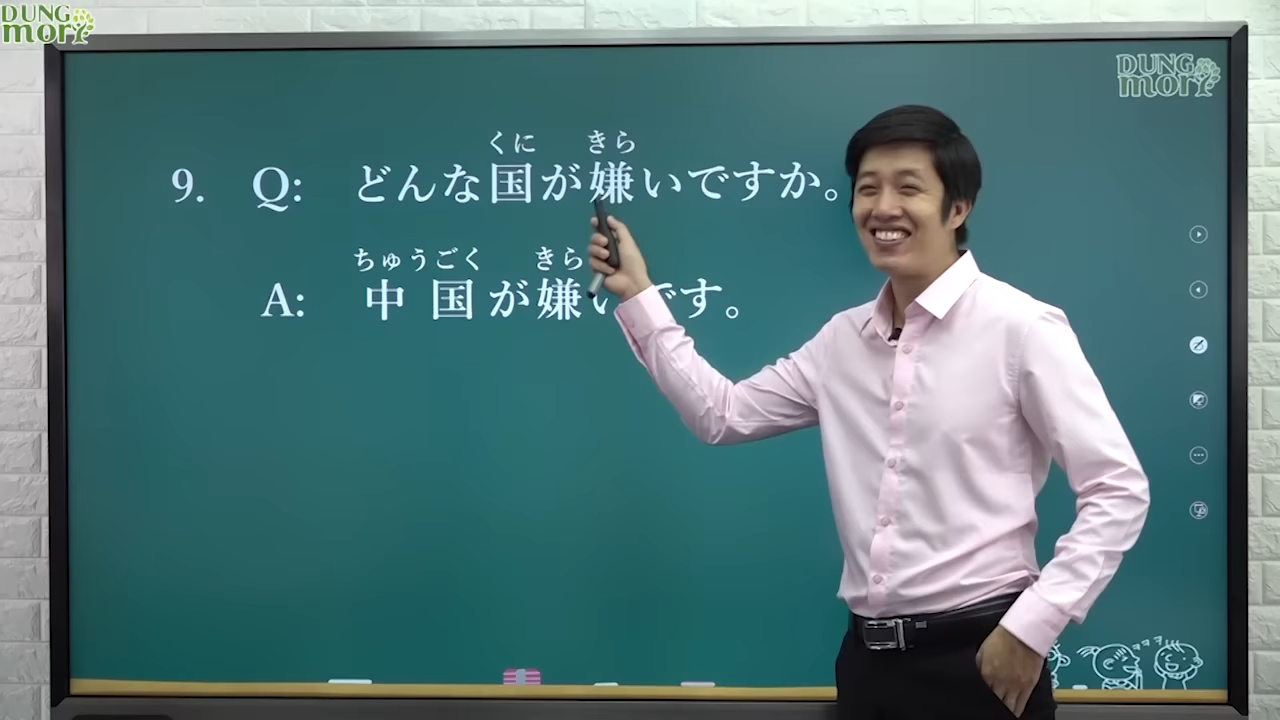 DUNG
mori
DUNG
mori
くに きら
9. Q: どんな国が嫌いですか。
ちゅうごく きら
A: 中国が嫌いです。